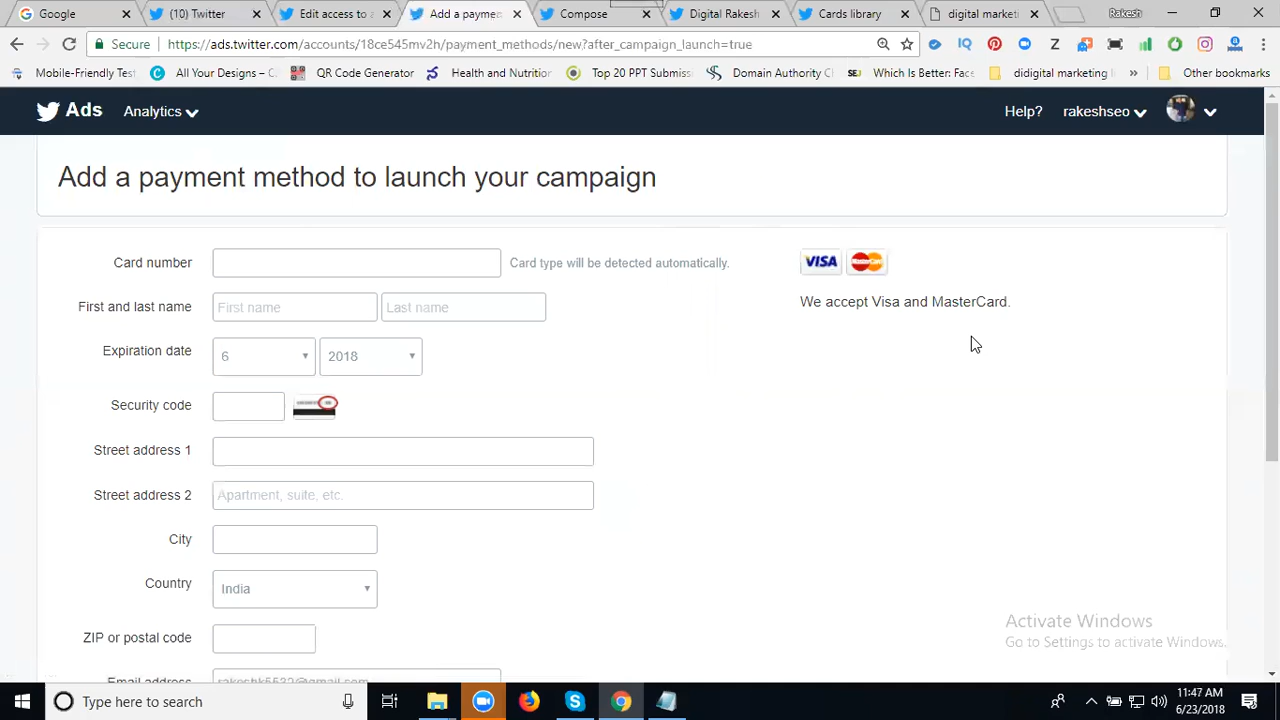 Google
(10) Twitter
Edit access to a
Add a paymen
Compose
Digital Rakesh
Cards library
digital marketi
Rakesh
Secure
https://ads.twitter.com/accounts/18ce545mv2h/payment_methods/new?after_campaign_launch=true
Mobile-Friendly Test
All Your Designs – C
QR Code Generator
Health and Nutrition
Top 20 PPT Submiss
Domain Authority C
Which Is Better: Face
didigital marketing l
Other bookmarks
Ads
Analytics
Help?
rakeshseo
Add a payment method to launch your campaign
Card number
Card type will be detected automatically.
VISA
MasterCard
We accept Visa and MasterCard.
First and last name
First name
Last name
Expiration date
6
2018
Security code
Street address 1
Street address 2
Apartment, suite, etc.
City
Country
India
ZIP or postal code
Email address
Activate Windows
Go to Settings to activate Windows.
Type here to search
11:47 AM
6/23/2018